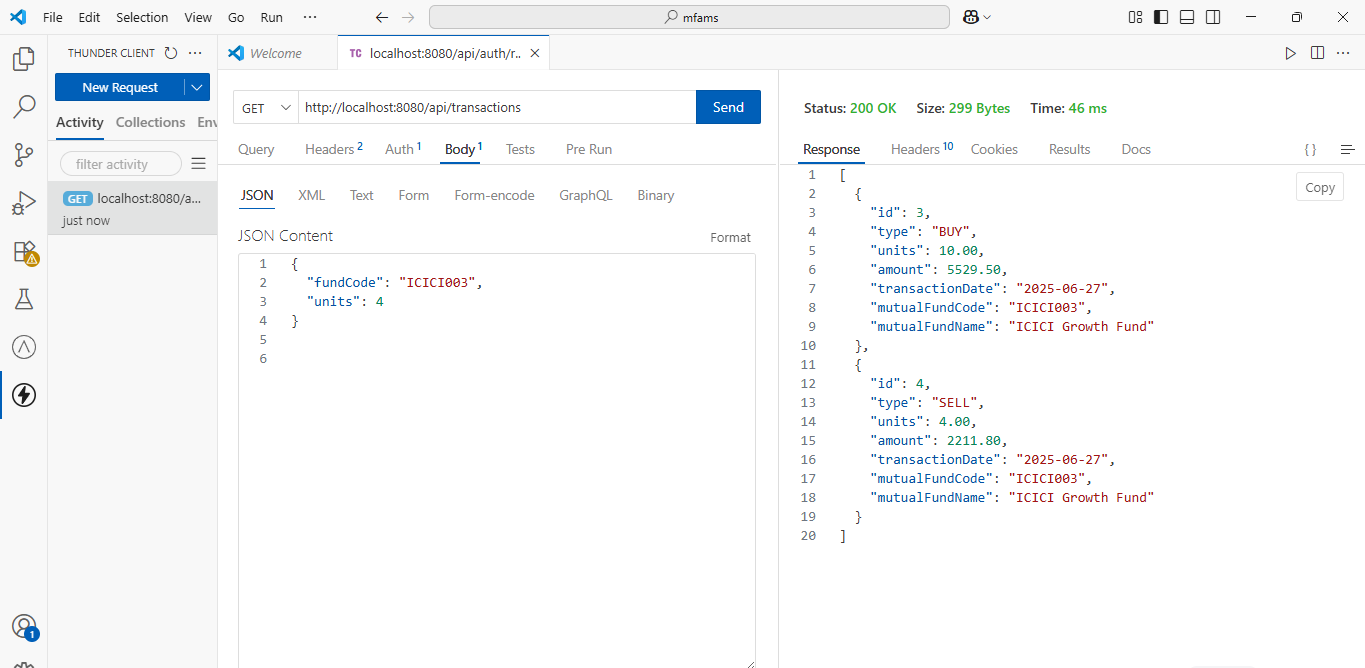 File Edit Selection View Go Run ··· mfams
THUNDER CLIENT ···
New Request
Activity Collections Env
filter activity
GET localhost:8080/a...
just now
1
Welcome
TC localhost:8080/api/auth/r..
GET http://localhost:8080/api/transactions Send
Query Headers 2 Auth 1 Body 1 Tests Pre Run
JSON XML Text Form Form-encode GraphQL Binary
JSON Content Format
1 {
2 "fundCode": "ICICI003",
3 "units": 4
4 }
5
6
Status: 200 OK Size: 299 Bytes Time: 46 ms
Response Headers 10 Cookies Results Docs { }
Copy
1 [
2 {
3 "id": 3,
4 "type": "BUY",
5 "units": 10.00,
6 "amount": 5529.50,
7 "transactionDate": "2025-06-27",
8 "mutualFundCode": "ICICI003",
9 "mutualFundName": "ICICI Growth Fund"
10 },
11 {
12 "id": 4,
13 "type": "SELL",
14 "units": 4.00,
15 "amount": 2211.80,
16 "transactionDate": "2025-06-27",
17 "mutualFundCode": "ICICI003",
18 "mutualFundName": "ICICI Growth Fund"
19 }
20 ]